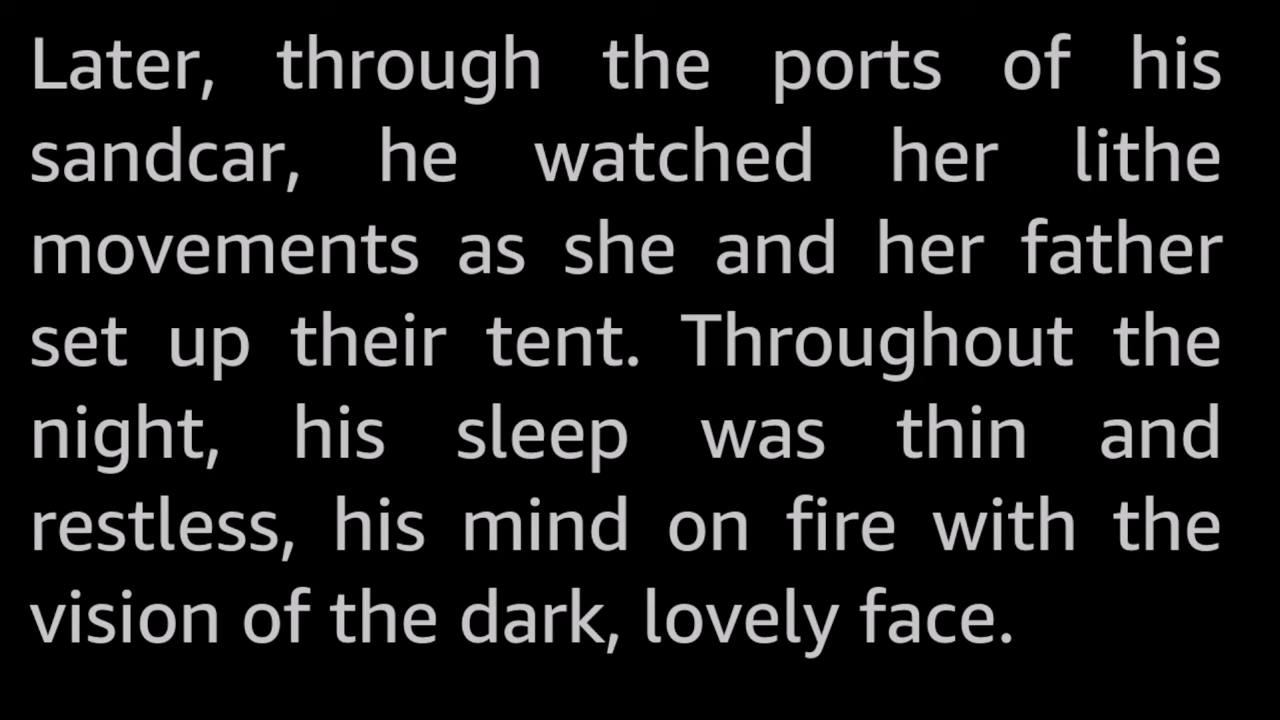 Later, through the ports of his
sandcar, he watched her lithe
movements as she and her father
set up their tent. Throughout the
night, his sleep was thin and
restless, his mind on fire with the
vision of the dark, lovely face.